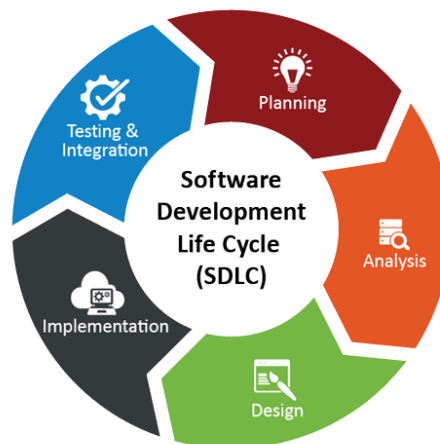 Planning
Testing &
Integration
Software
Development
Life Cycle
(SDLC)
Analysis
Implementation
Design